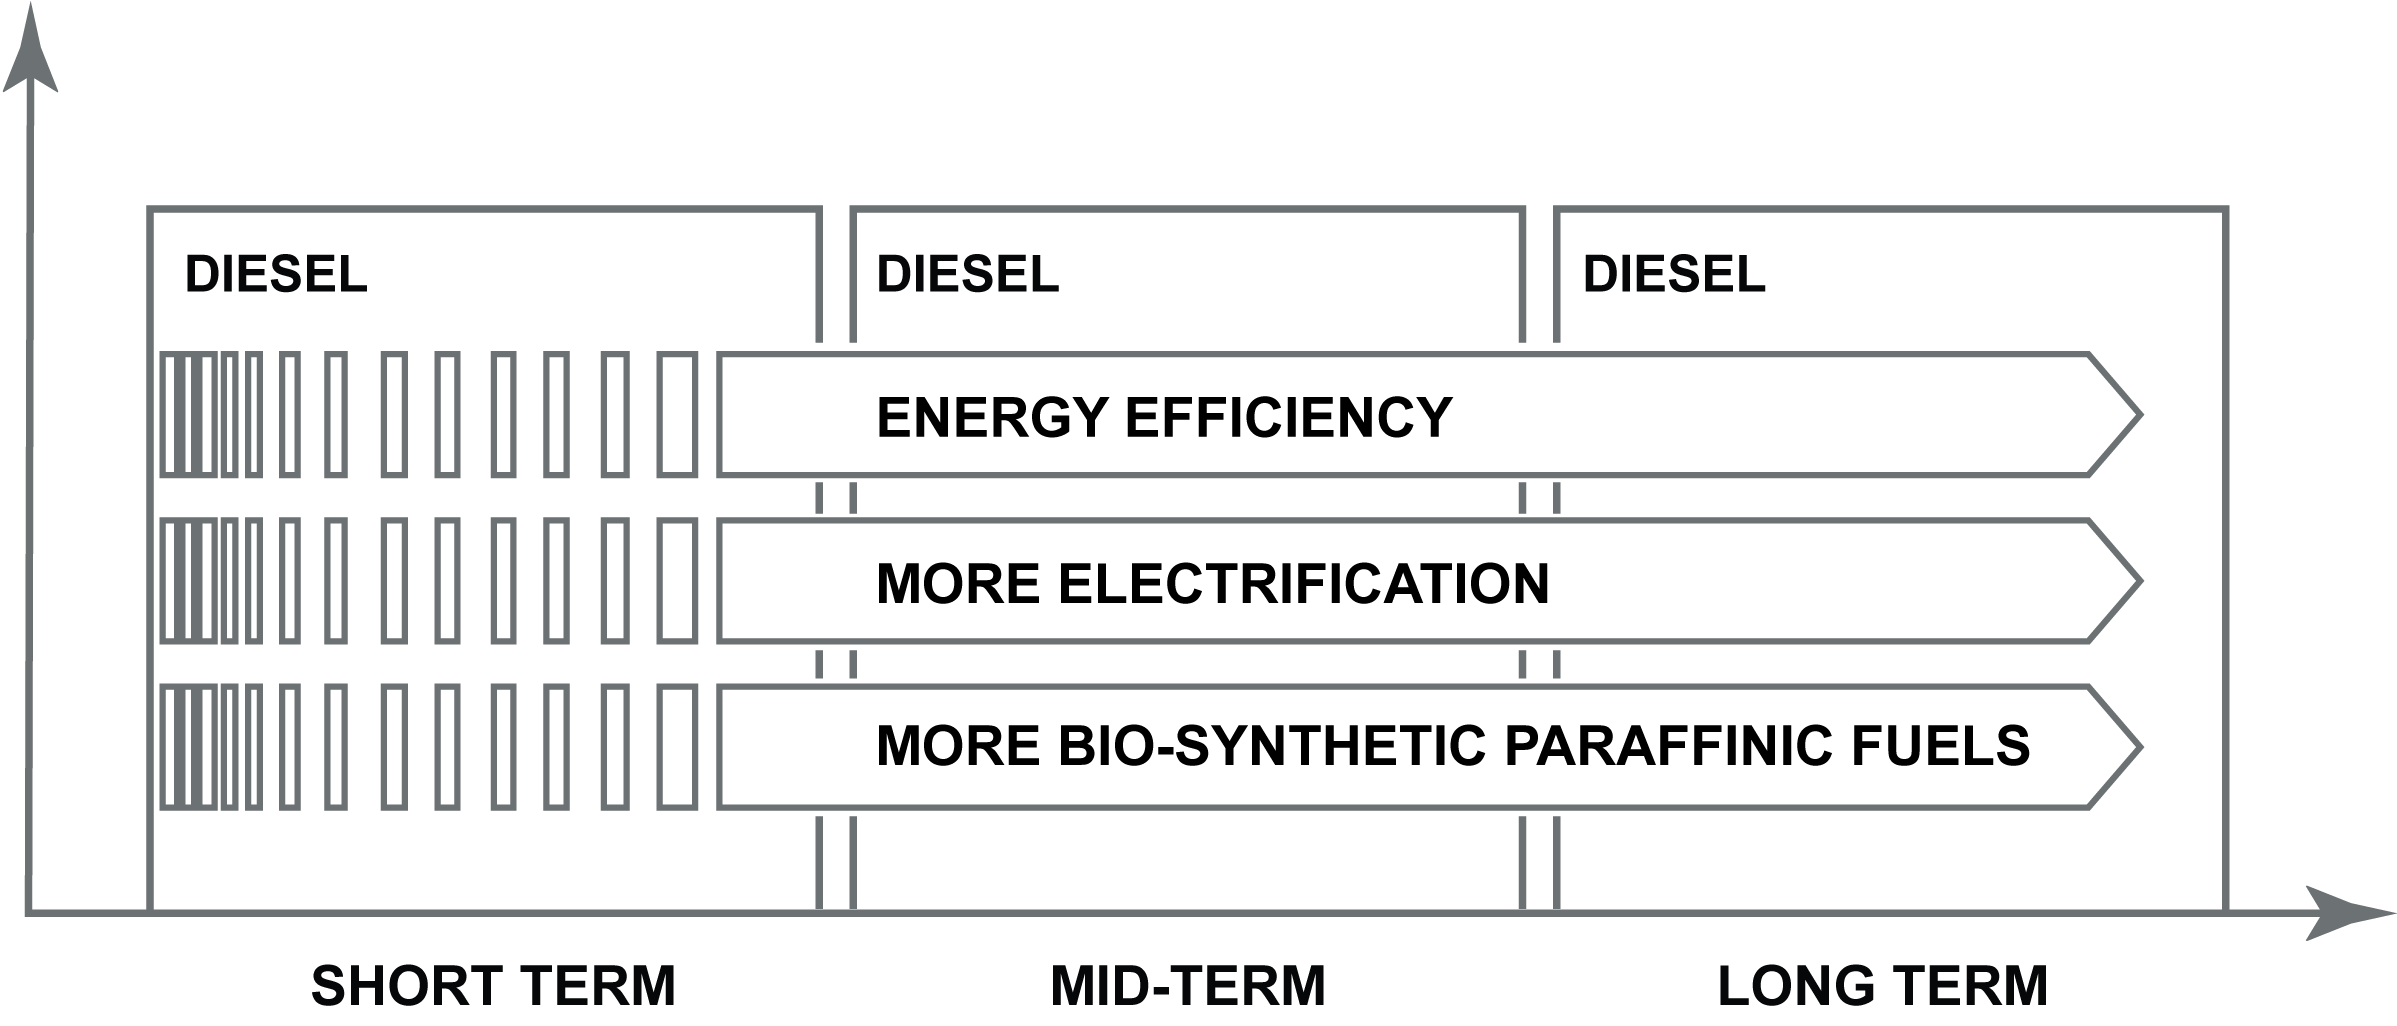 DIESEL
DIESEL
DIESEL
ENERGY EFFICIENCY
MORE ELECTRIFICATION
MORE BIO-SYNTHETIC PARAFFINIC FUELS
SHORT TERM
MID-TERM
LONG TERM